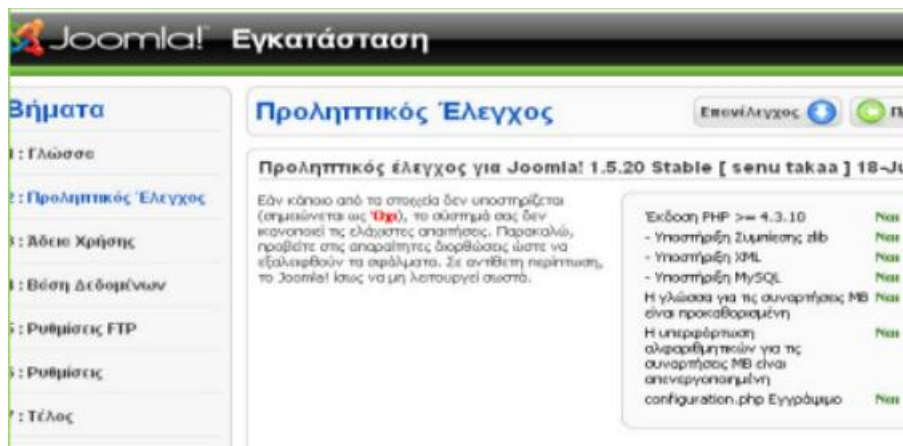 Joomla! Εγκατάσταση
Βήματα
: Γλώσσα
2 : Προληπτικός Έλεγχος
: Άδεια Χρήσης
: Βάση Δεδομένων
: Ρυθμίσεις FTP
: Ρυθμίσεις
7 : Τέλος
Προληπτικός Έλεγχος
Επανέλεγχος
Προληπτικός έλεγχος για Joomla! 1.5.20 Stable [ senu takaa ] 18-Ju
Εάν κάποιο από τα στοιχεία δεν υποστηρίζεται
(σημειώνεται ως Όχι), το σύστημά σας δεν
ικανοποιεί τις ελάχιστες απαιτήσεις. Παρακαλώ,
προβείτε στις απαραίτητες διορθώσεις ώστε να
εξαλειφθούν τα σφάλματα. Σε αντίθετη περίπτωση,
το Joomla! ίσως να μη λειτουργεί σωστά.
Έκδοση PHP >= 4.3.10 Ναι
- Υποστήριξη Συμπίεσης zlib Ναι
- Υποστήριξη XML Ναι
- Υποστήριξη MySQL Ναι
Η γλώσσα για τις συναρτήσεις MB Ναι
είναι προκαθορισμένη
Η υπερφόρτωση Ναι
αλφαριθμητικών για τις
συναρτήσεις MB είναι
απενεργοποιημένη
configuration.php Εγγράψιμο Ναι